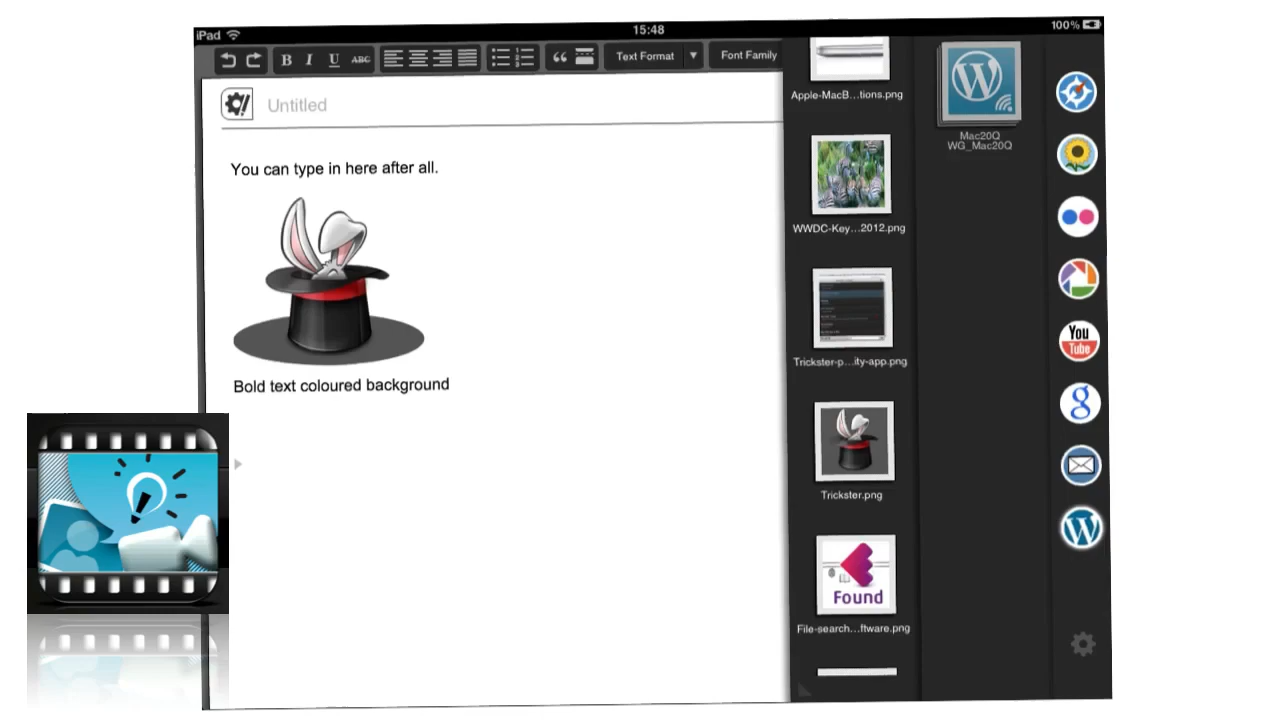 iPad
15:48
100%
B I U ABC
Text Format
Font Family
Untitled
You can type in here after all.
Bold text coloured background
Apple-MacB...tions.png
WWDC-Key...2012.png
Trickster-p...ity-app.png
Trickster.png
Found
File-search...ftware.png
Mac20Q
WG_Mac20Q
You
Tube
g